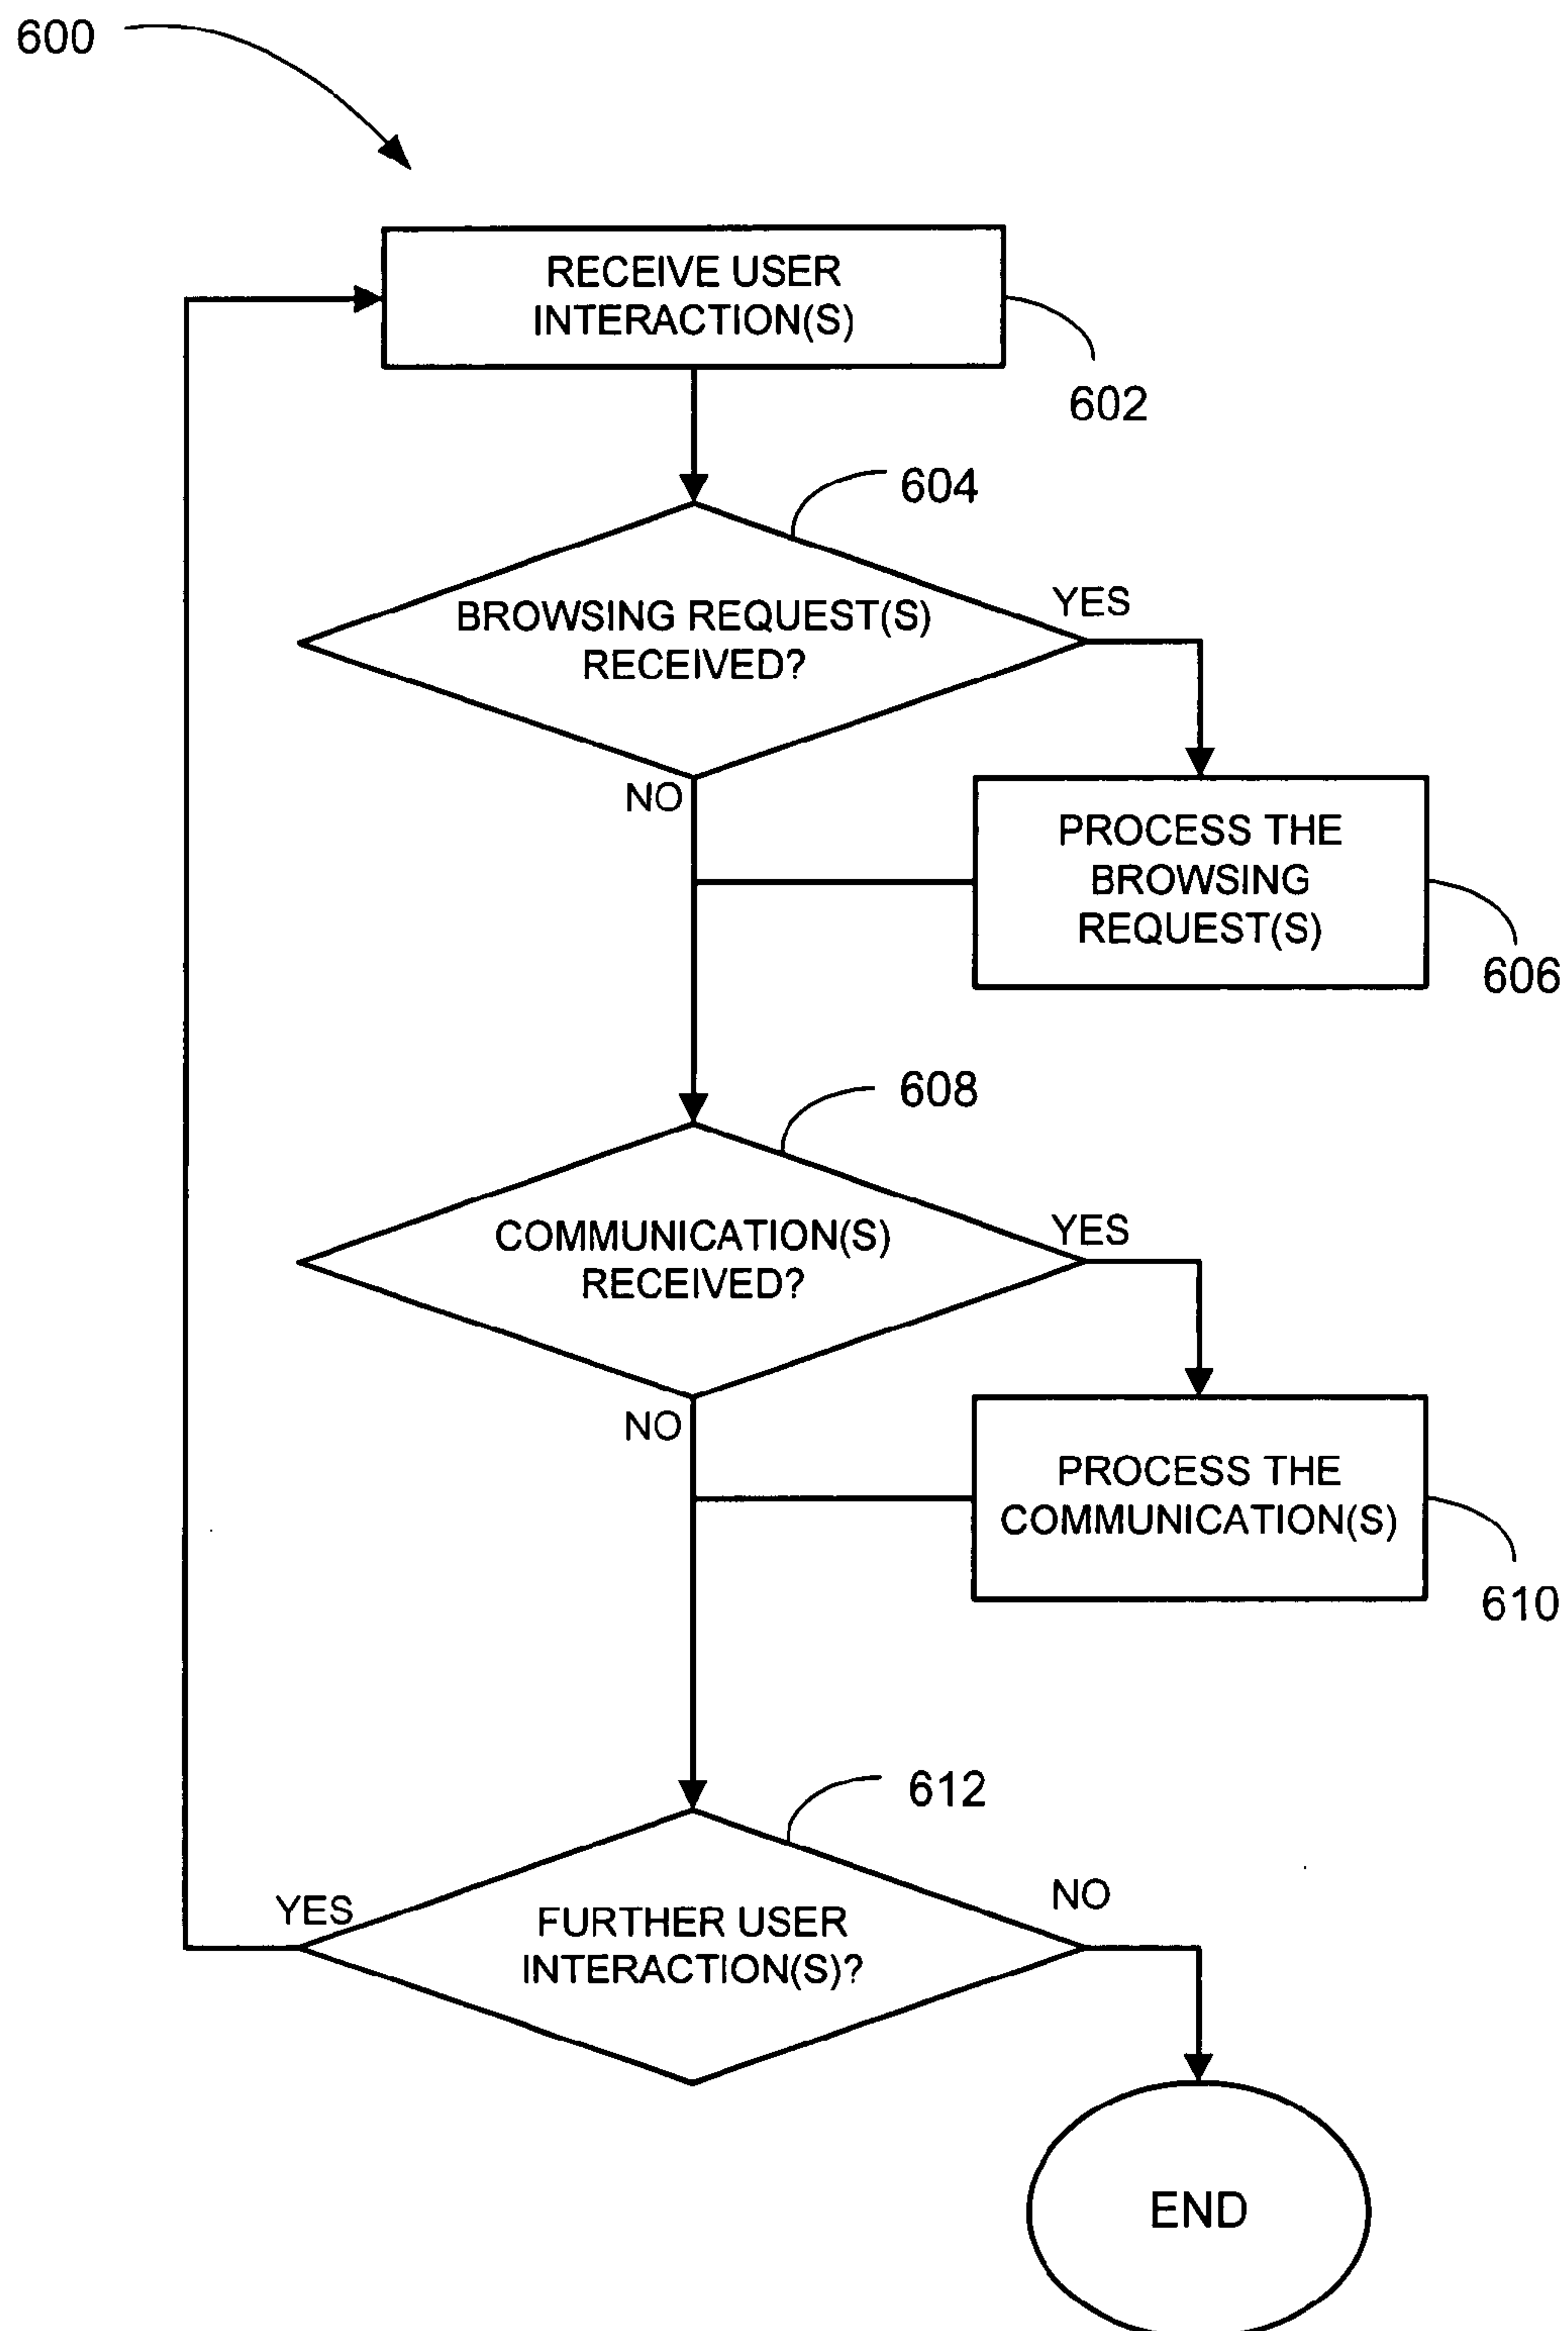 600
RECEIVE USER
INTERACTION(S)
602
604
BROWSING REQUEST(S)
RECEIVED?
YES
NO
PROCESS THE
BROWSING
REQUEST(S)
606
608
COMMUNICATION(S)
RECEIVED?
YES
NO
PROCESS THE
COMMUNICATION(S)
610
612
YES
FURTHER USER
INTERACTION(S)?
NO
END